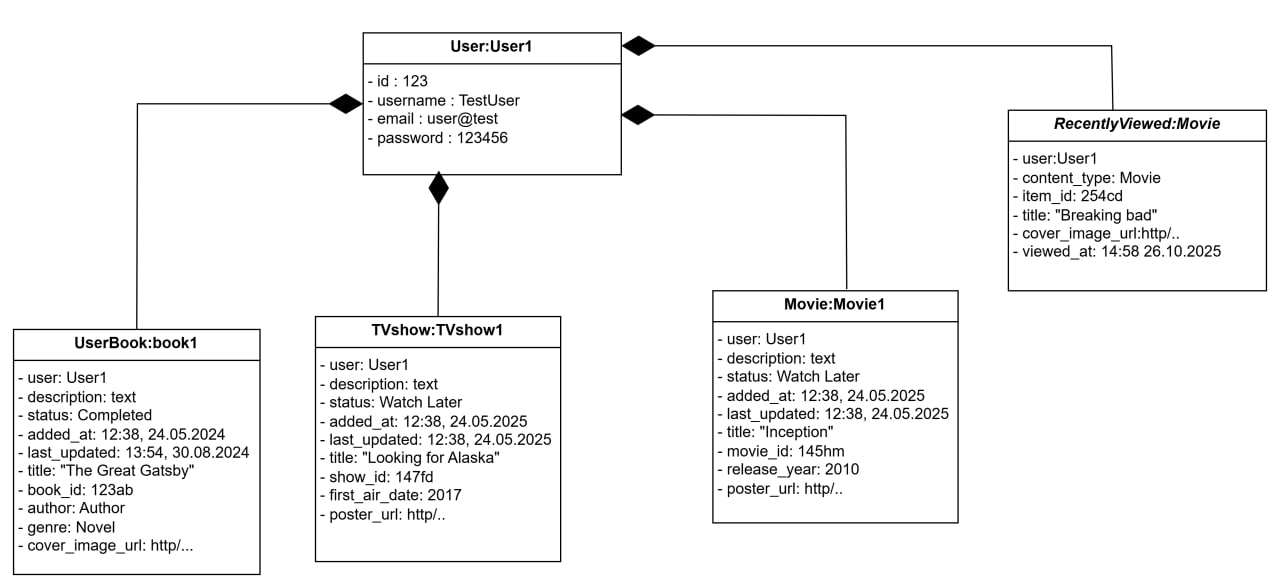 User:User1
- id : 123
- username : TestUser
- email : user@test
- password : 123456
RecentlyViewed:Movie
- user:User1
- content_type: Movie
- item_id: 254cd
- title: "Breaking bad"
- cover_image_url:http/..
- viewed_at: 14:58 26.10.2025
UserBook:book1
- user: User1
- description: text
- status: Completed
- added_at: 12:38, 24.05.2024
- last_updated: 13:54, 30.08.2024
- title: "The Great Gatsby"
- book_id: 123ab
- author: Author
- genre: Novel
- cover_image_url: http/...
TVshow:TVshow1
- user: User1
- description: text
- status: Watch Later
- added_at: 12:38, 24.05.2025
- last_updated: 12:38, 24.05.2025
- title: "Looking for Alaska"
- show_id: 147fd
- first_air_date: 2017
- poster_url: http/..
Movie:Movie1
- user: User1
- description: text
- status: Watch Later
- added_at: 12:38, 24.05.2025
- last_updated: 12:38, 24.05.2025
- title: "Inception"
- movie_id: 145hm
- release_year: 2010
- poster_url: http/..